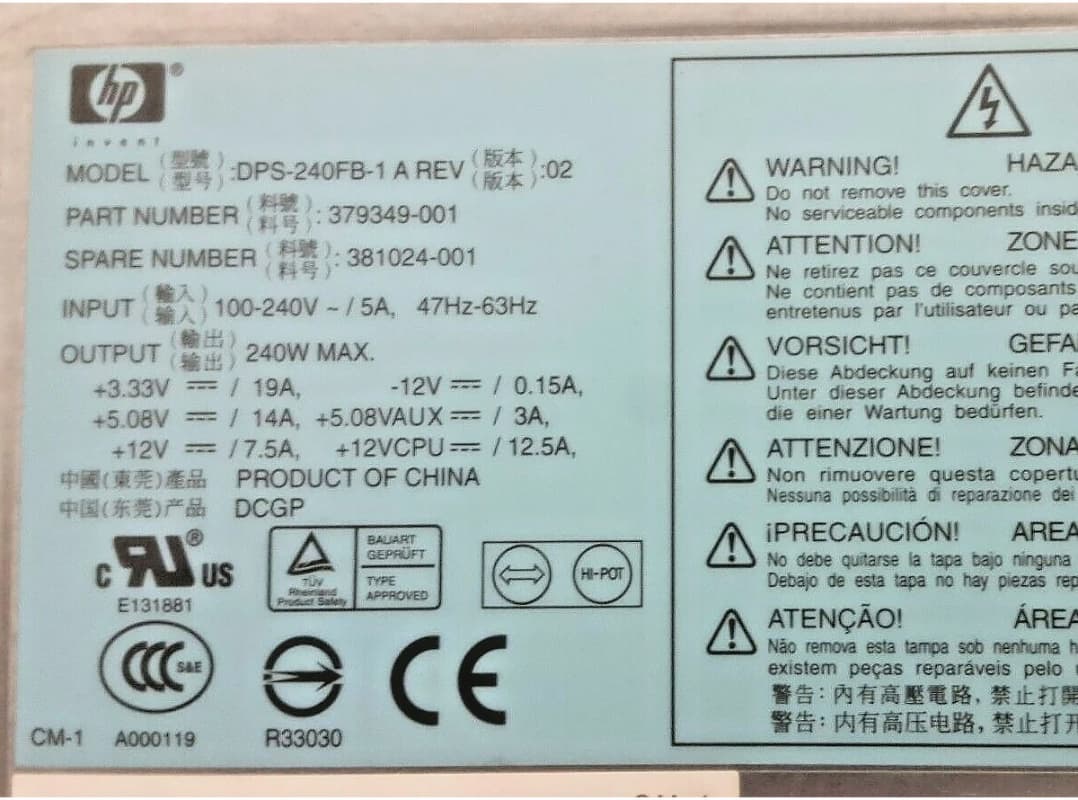 hp ®
invent
MODEL (型號 型号) :DPS-240FB-1 A REV (版本 版本) :02
PART NUMBER (料號 料号) : 379349-001
SPARE NUMBER (料號 料号) : 381024-001
INPUT (輸入 输入) 100-240V ~ / 5A, 47Hz-63Hz
OUTPUT (輸出 输出) 240W MAX.
+3.33V ⎓ / 19A, -12V ⎓ / 0.15A,
+5.08V ⎓ / 14A, +5.08VAUX ⎓ / 3A,
+12V ⎓ / 7.5A, +12VCPU ⎓ / 12.5A,
中國(東莞)產品 PRODUCT OF CHINA
中国(东莞)产品 DCGP
C RU ® US
E131881
TÜV
Rheinland
Product Safety
BAUART
GEPRÜFT
TYPE
APPROVED
HI-POT
CCC S&E
CE
CM-1 A000119 R33030
WARNING! HAZA
Do not remove this cover.
No serviceable components insid
ATTENTION! ZONE
Ne retirez pas ce couvercle sou
Ne contient pas de composants
entretenus par l'utilisateur ou pa
VORSICHT! GEFA
Diese Abdeckung auf keinen Fa
Unter dieser Abdeckung befinde
die einer Wartung bedürfen.
ATTENZIONE! ZONA
Non rimuovere questa copertu
Nessuna possibilità di reparazione dei
¡PRECAUCIÓN! AREA
No debe quitarse la tapa bajo ninguna
Debajo de esta tapa no hay piezas rep
ATENÇÃO! ÁREA
Não remova esta tampa sob nenhuma h
existem peças reparáveis pelo
警告：內有高壓電路，禁止打開
警告：内有高压电路，禁止打开